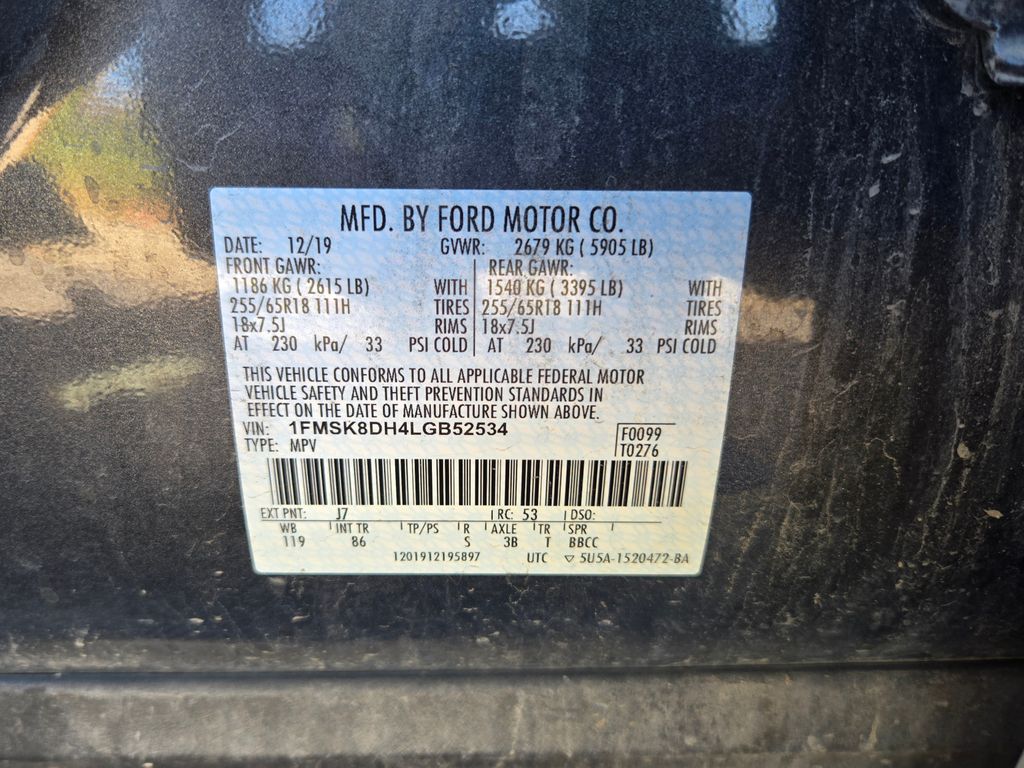 MFD. BY FORD MOTOR CO.
DATE: 12/19 GVWR: 2679 KG ( 5905 LB)
FRONT GAWR: REAR GAWR:
1186 KG ( 2615 LB) WITH 1540 KG ( 3395 LB) WITH
255/65R18 111H TIRES 255/65R18 111H TIRES
18x7.5J RIMS 18x7.5J RIMS
AT 230 kPa/ 33 PSI COLD AT 230 kPa/ 33 PSI COLD
THIS VEHICLE CONFORMS TO ALL APPLICABLE FEDERAL MOTOR
VEHICLE SAFETY AND THEFT PREVENTION STANDARDS IN
EFFECT ON THE DATE OF MANUFACTURE SHOWN ABOVE.
VIN: 1FMSK8DH4LGB52534 F0099
TYPE: MPV T0276
EXT PNT: J7 RC: 53 DSO:
WB INT TR TP/PS R AXLE TR SPR
119 86 S 3B T BBCC
1201912195897 UTC ▽ 5U5A-1520472-BA